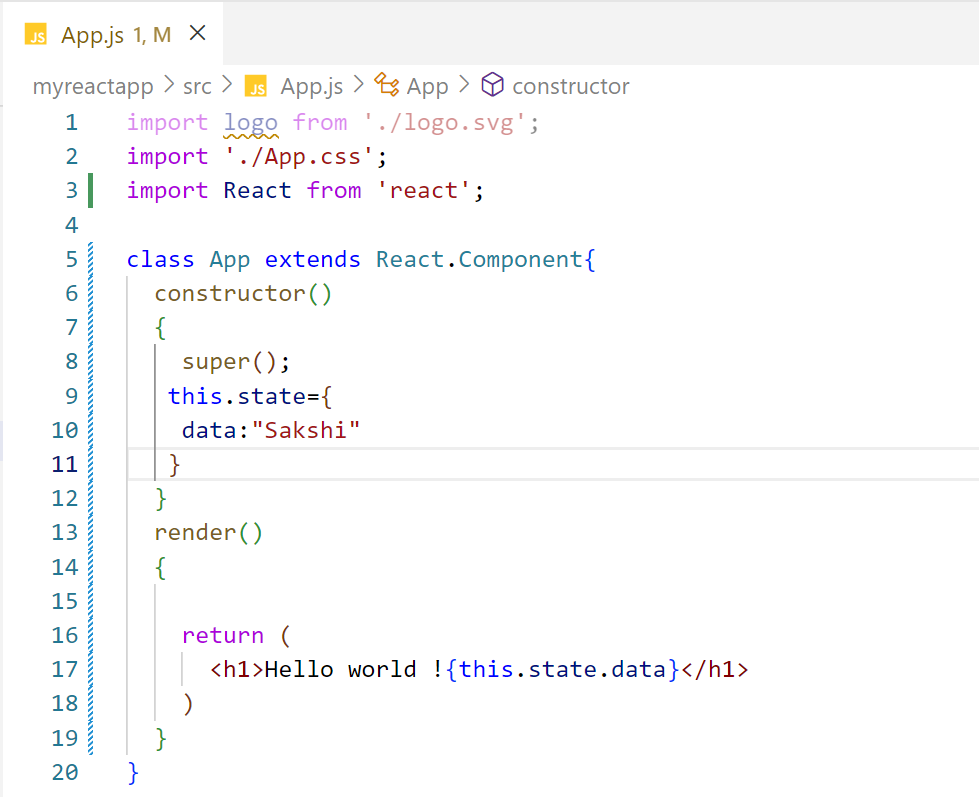 App.js 1, M
myreactapp > src > JS App.js > App > constructor
1 import logo from './logo.svg';
2 import './App.css';
3 import React from 'react';
4
5 class App extends React.Component{
6   constructor()
7   {
8     super();
9    this.state={
10     data:"Sakshi"
11    }
12   }
13   render()
14   {
15
16     return (
17       <h1>Hello world !{this.state.data}</h1>
18     )
19   }
20 }